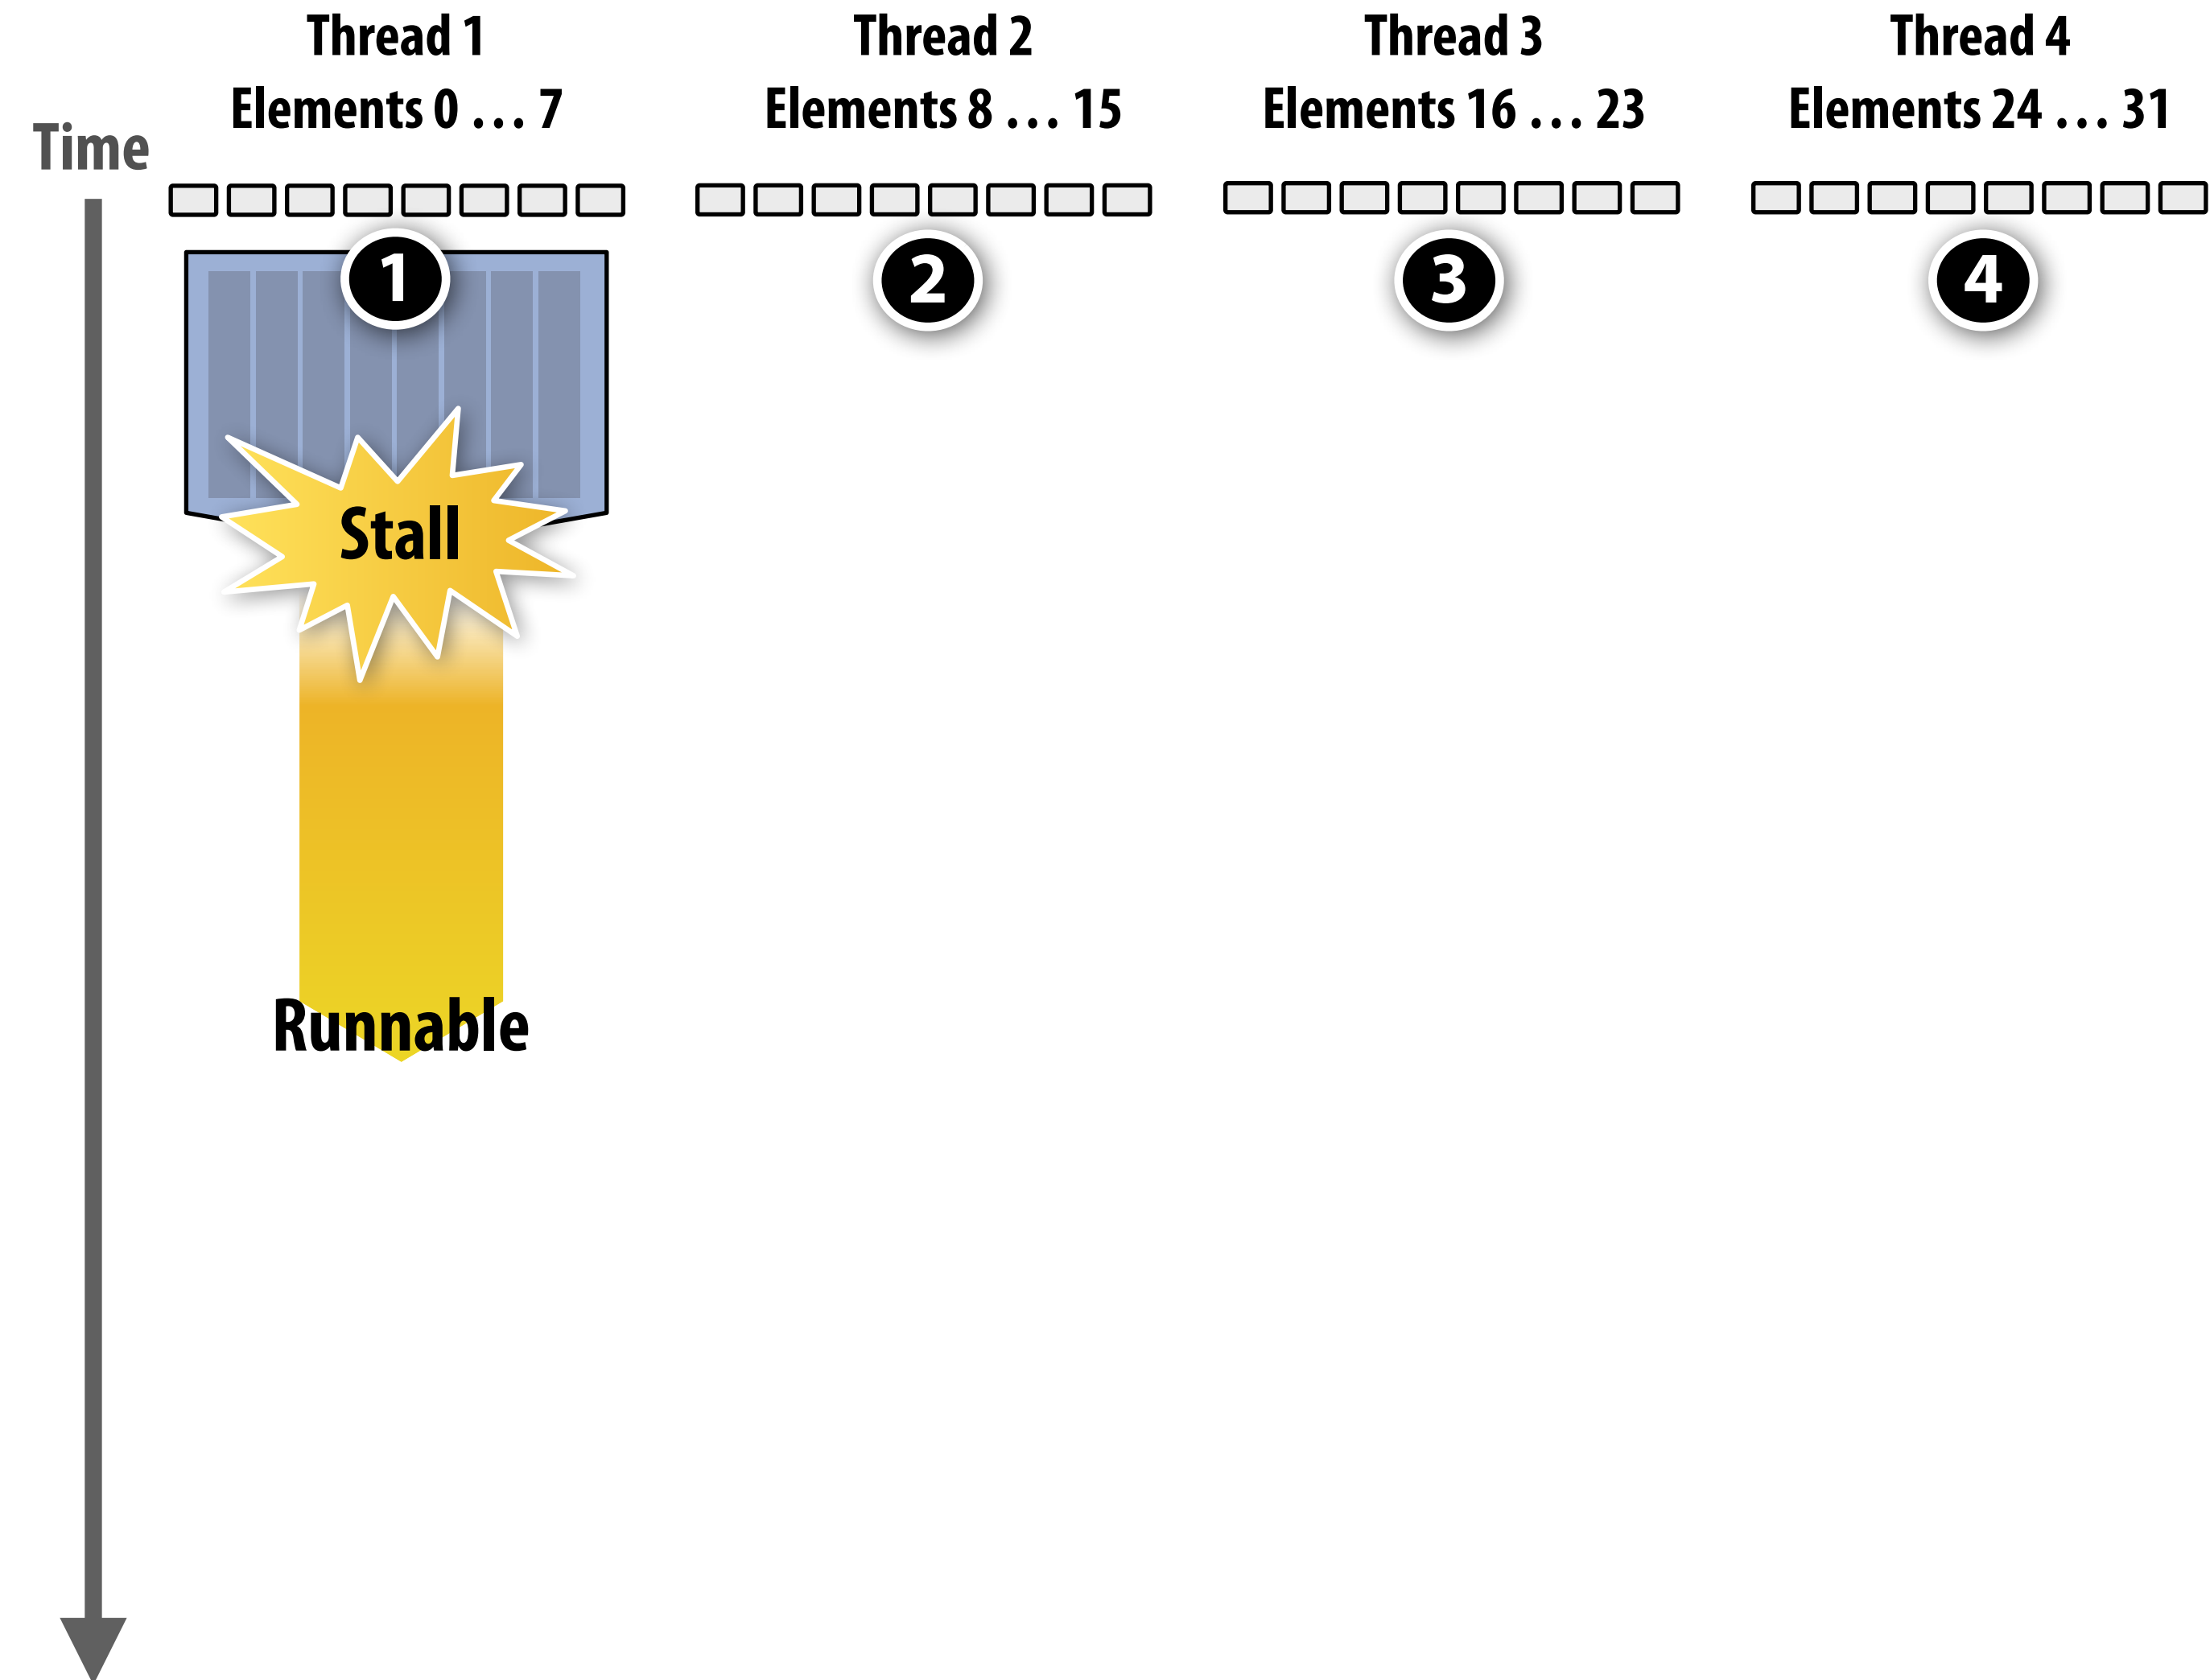 Thread 1
Elements 0 . . . 7
Thread 2
Elements 8 . . . 15
Thread 3
Elements 16 . . . 23
Thread 4
Elements 24 . . . 31
Time
1
2
3
4
Stall
Runnable